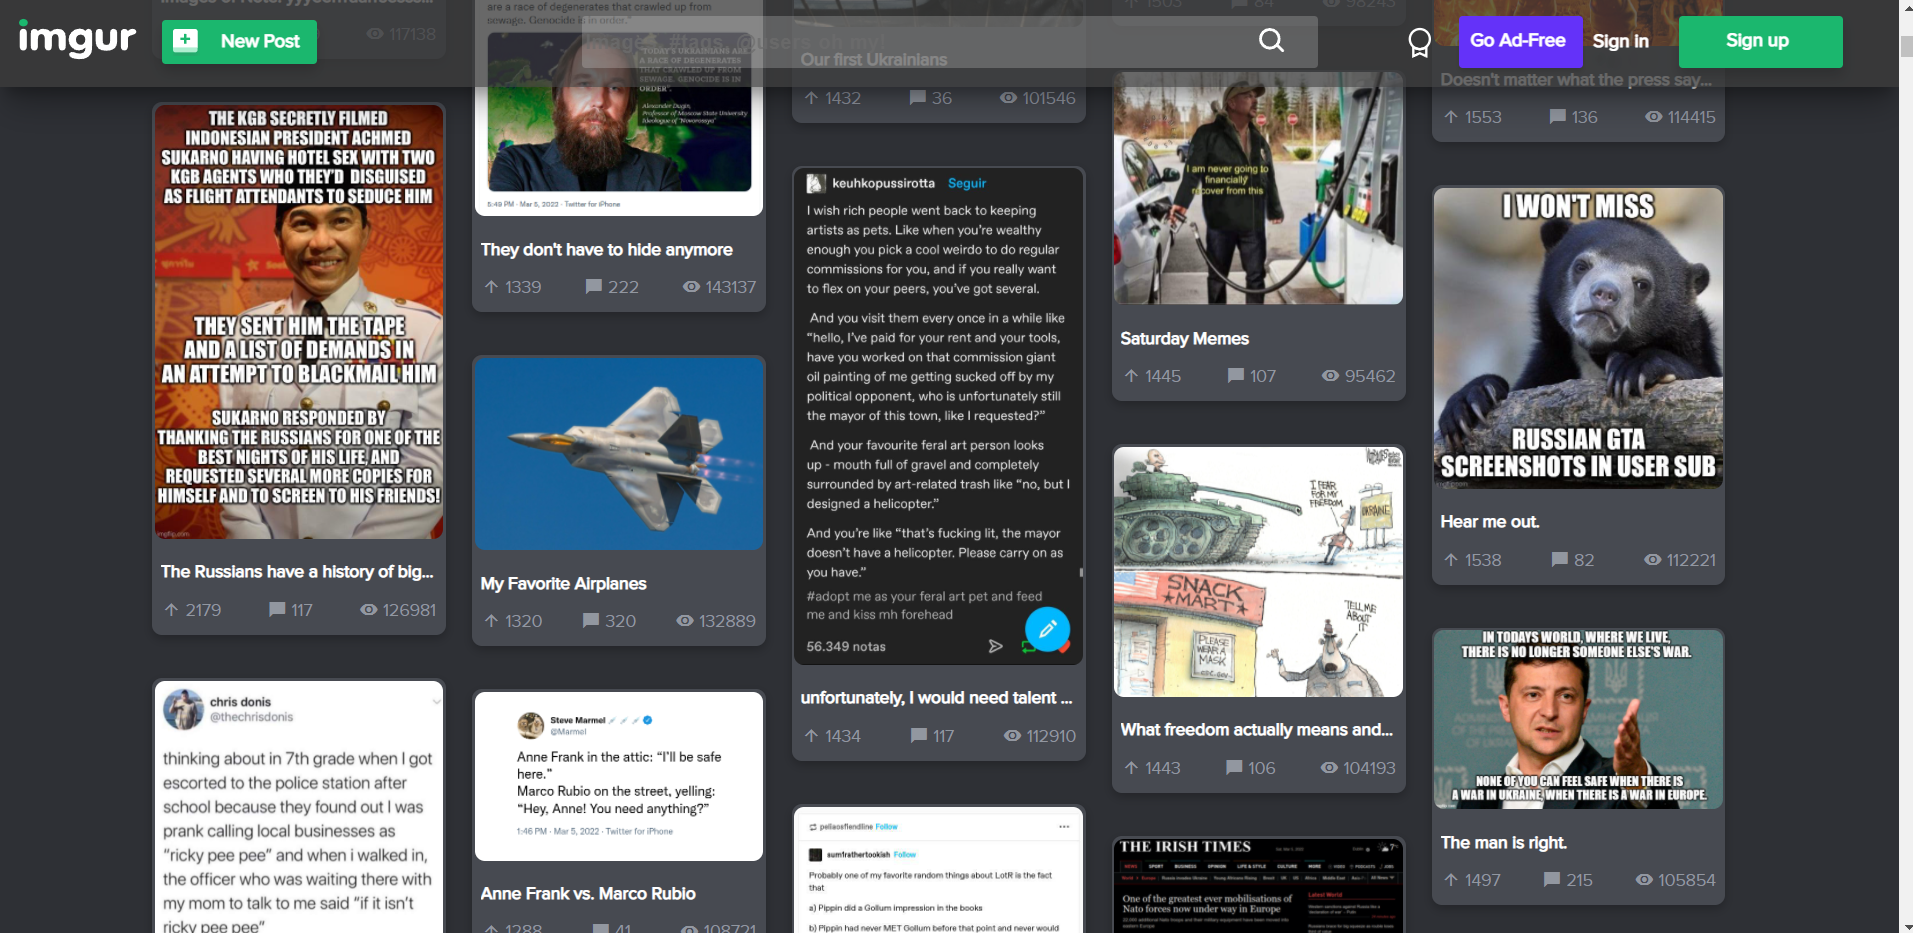 imgur
New Post
Images, #tags, @users oh my!
Go Ad-Free
Sign in
Sign up
117138
THE KGB SECRETLY FILMED
INDONESIAN PRESIDENT ACHMED
SUKARNO HAVING HOTEL SEX WITH TWO
KGB AGENTS WHO THEY'D DISGUISED
AS FLIGHT ATTENDANTS TO SEDUCE HIM
THEY SENT HIM THE TAPE
AND A LIST OF DEMANDS IN
AN ATTEMPT TO BLACKMAIL HIM
SUKARNO RESPONDED BY
THANKING THE RUSSIANS FOR ONE OF THE
BEST NIGHTS OF HIS LIFE, AND
REQUESTED SEVERAL MORE COPIES FOR
HIMSELF AND TO SCREEN TO HIS FRIENDS!
imgflip.com
The Russians have a history of big...
2179 117 126981
chris donis
@thechrisdonis
thinking about in 7th grade when I got
escorted to the police station after
school because they found out I was
prank calling local businesses as
“ricky pee pee” and when i walked in,
the officer who was waiting there with
my mom to talk to me said “if it isn't
ricky pee pee”
are a race of degenerates that crawled up from
sewage. Genocide is in order."
"TODAY'S UKRAINIANS ARE
A RACE OF DEGENERATES
THAT CRAWLED UP FROM
SEWAGE. GENOCIDE IS IN
ORDER".
Alexander Dugin,
Professor of Moscow State University
Ideologue of "Novorossya"
5:49 PM · Mar 5, 2022 · Twitter for iPhone
They don't have to hide anymore
1339 222 143137
My Favorite Airplanes
1320 320 132889
Steve Marmel
@Marmel
Anne Frank in the attic: “I'll be safe
here.”
Marco Rubio on the street, yelling:
“Hey, Anne! You need anything?”
1:46 PM · Mar 5, 2022 · Twitter for iPhone
Anne Frank vs. Marco Rubio
1288 41 108721
Our first Ukrainians
1432 36 101546
keuhkopussirotta Seguir
I wish rich people went back to keeping
artists as pets. Like when you're wealthy
enough you pick a cool weirdo to do regular
commissions for you, and if you really want
to flex on your peers, you've got several.
And you visit them every once in a while like
“hello, I've paid for your rent and your tools,
have you worked on that commission giant
oil painting of me getting sucked off by my
political opponent, who is unfortunately still
the mayor of this town, like I requested?”
And your favourite feral art person looks
up - mouth full of gravel and completely
surrounded by art-related trash like “no, but I
designed a helicopter.”
And you're like “that's fucking lit, the mayor
doesn't have a helicopter. Please carry on as
you have.”
#adopt me as your feral art pet and feed
me and kiss mh forehead
56.349 notas
unfortunately, I would need talent ...
1434 117 112910
pellaosfiendline Follow
sumfrathertookish Follow
Probably one of my favorite random things about LotR is the fact
that
a) Pippin did a Gollum impression in the books
b) Pippin had never MET Gollum before that point and never would
1503 84 98243
I am never going to
financially
recover from this
Saturday Memes
1445 107 95462
I FEAR
FOR MY
FREEDOM
UKRAINE
SNACK
MART
PLEASE
WEAR A
MASK
TELL ME
ABOUT
IT
What freedom actually means and...
1443 106 104193
THE IRISH TIMES
NEWS SPORT BUSINESS OPINION LIFE & STYLE CULTURE MORE
One of the greatest ever mobilisations of
Nato forces now under way in Europe
Latest World
Doesn't matter what the press say...
1553 136 114415
I WON'T MISS
RUSSIAN GTA
SCREENSHOTS IN USER SUB
Hear me out.
1538 82 112221
IN TODAYS WORLD, WHERE WE LIVE,
THERE IS NO LONGER SOMEONE ELSE'S WAR.
NONE OF YOU CAN FEEL SAFE WHEN THERE IS
A WAR IN UKRAINE, WHEN THERE IS A WAR IN EUROPE.
The man is right.
1497 215 105854